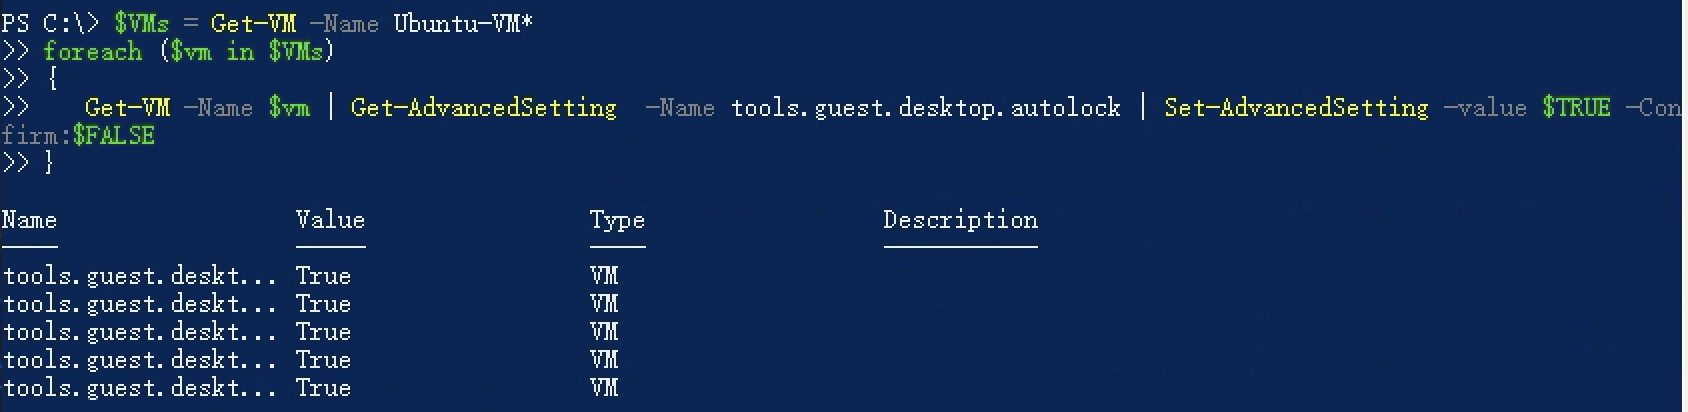 PS C:\> $VMs = Get-VM -Name Ubuntu-VM*
>> foreach ($vm in $VMs)
>> {
>>    Get-VM -Name $vm | Get-AdvancedSetting  -Name tools.guest.desktop.autolock | Set-AdvancedSetting -value $TRUE -Con
firm:$FALSE
>> }
Name Value Type Description
tools.guest.deskt... True VM
tools.guest.deskt... True VM
tools.guest.deskt... True VM
tools.guest.deskt... True VM
tools.guest.deskt... True VM